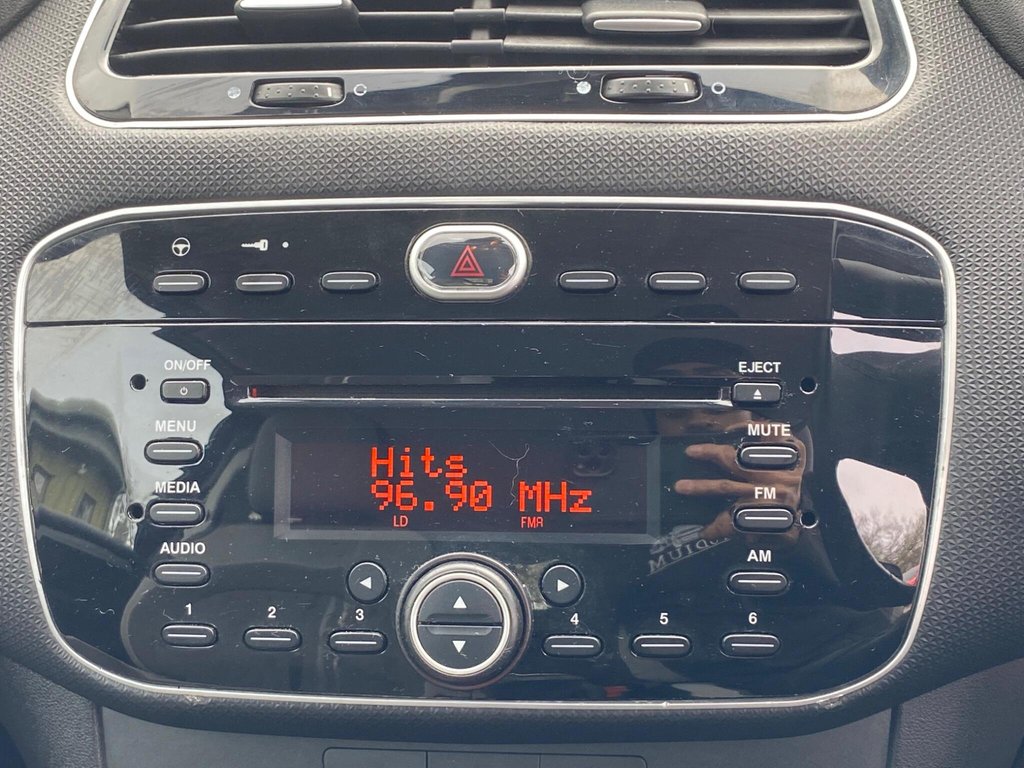 ON/OFF
EJECT
MENU
MUTE
Hits
MEDIA
96.90 MHz
FM
LD FMR
AUDIO
AM
1 2 3 4 5 6